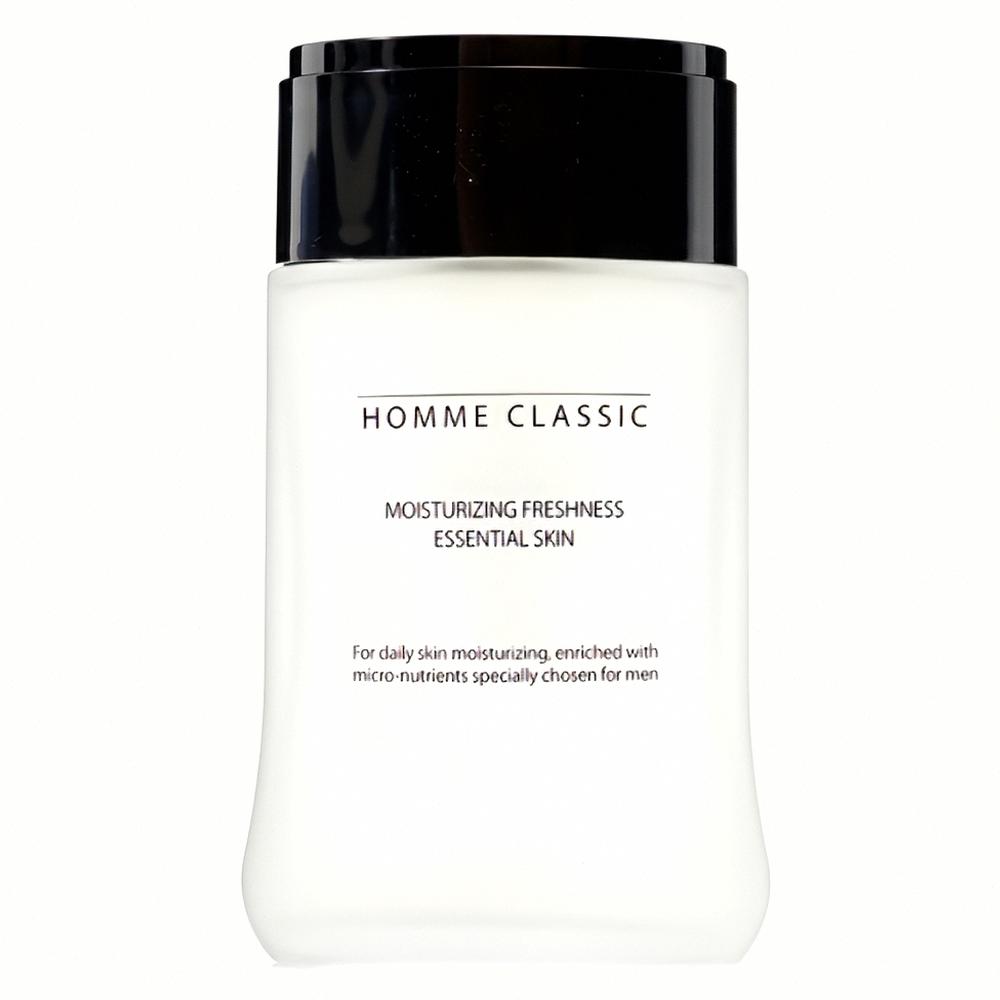 HOMME CLASSIC
MOISTURIZING FRESHNESS
ESSENTIAL SKIN
For daily skin moisturizing, enriched with
micro-nutrients specially chosen for men